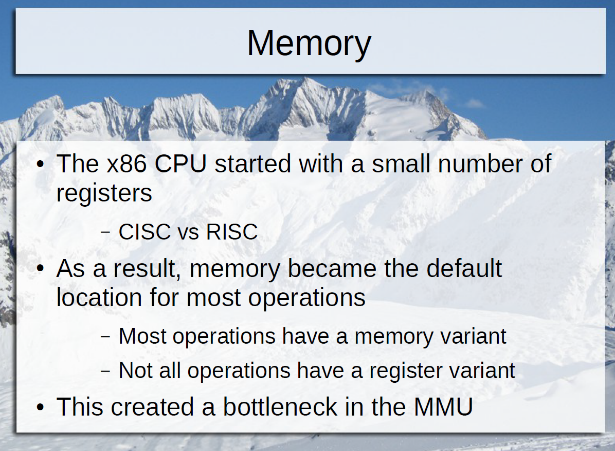 Memory
• The x86 CPU started with a small number of
registers
– CISC vs RISC
• As a result, memory became the default
location for most operations
– Most operations have a memory variant
– Not all operations have a register variant
• This created a bottleneck in the MMU